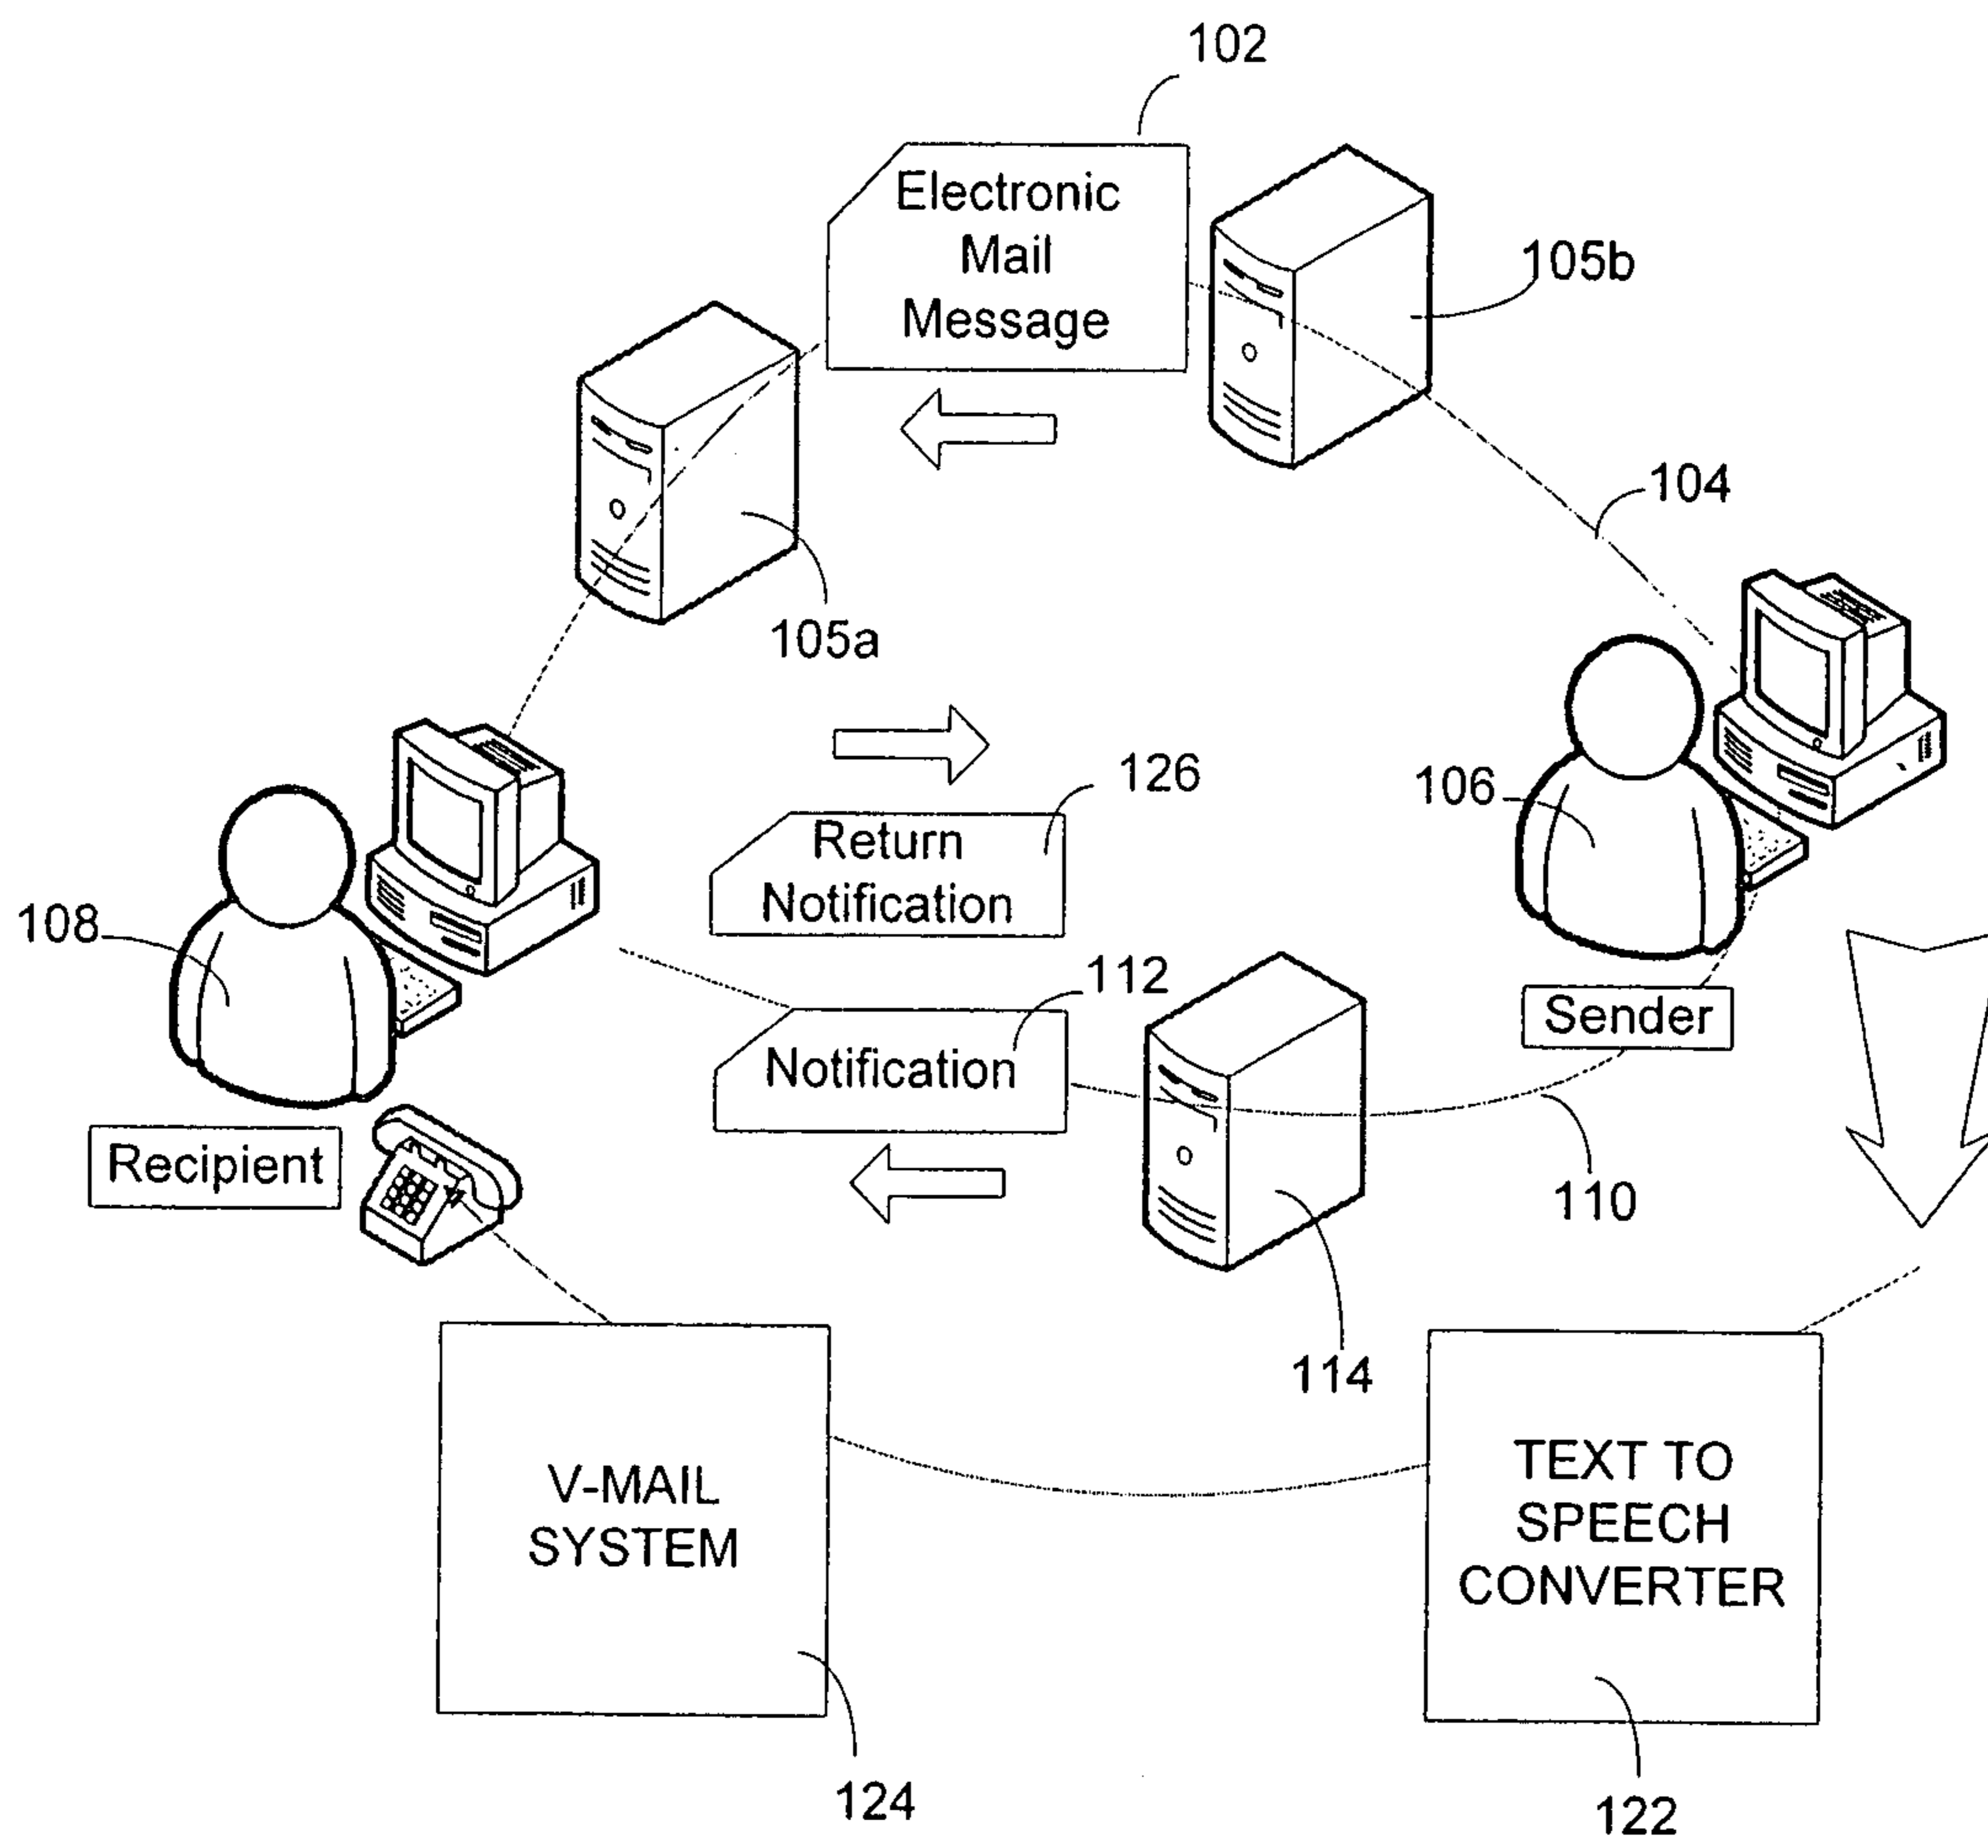 102
Electronic
Mail
Message
105b
104
105a
126
106
Return
Notification
108
112
Sender
Notification
Recipient
110
114
V-MAIL
SYSTEM
TEXT TO
SPEECH
CONVERTER
124
122